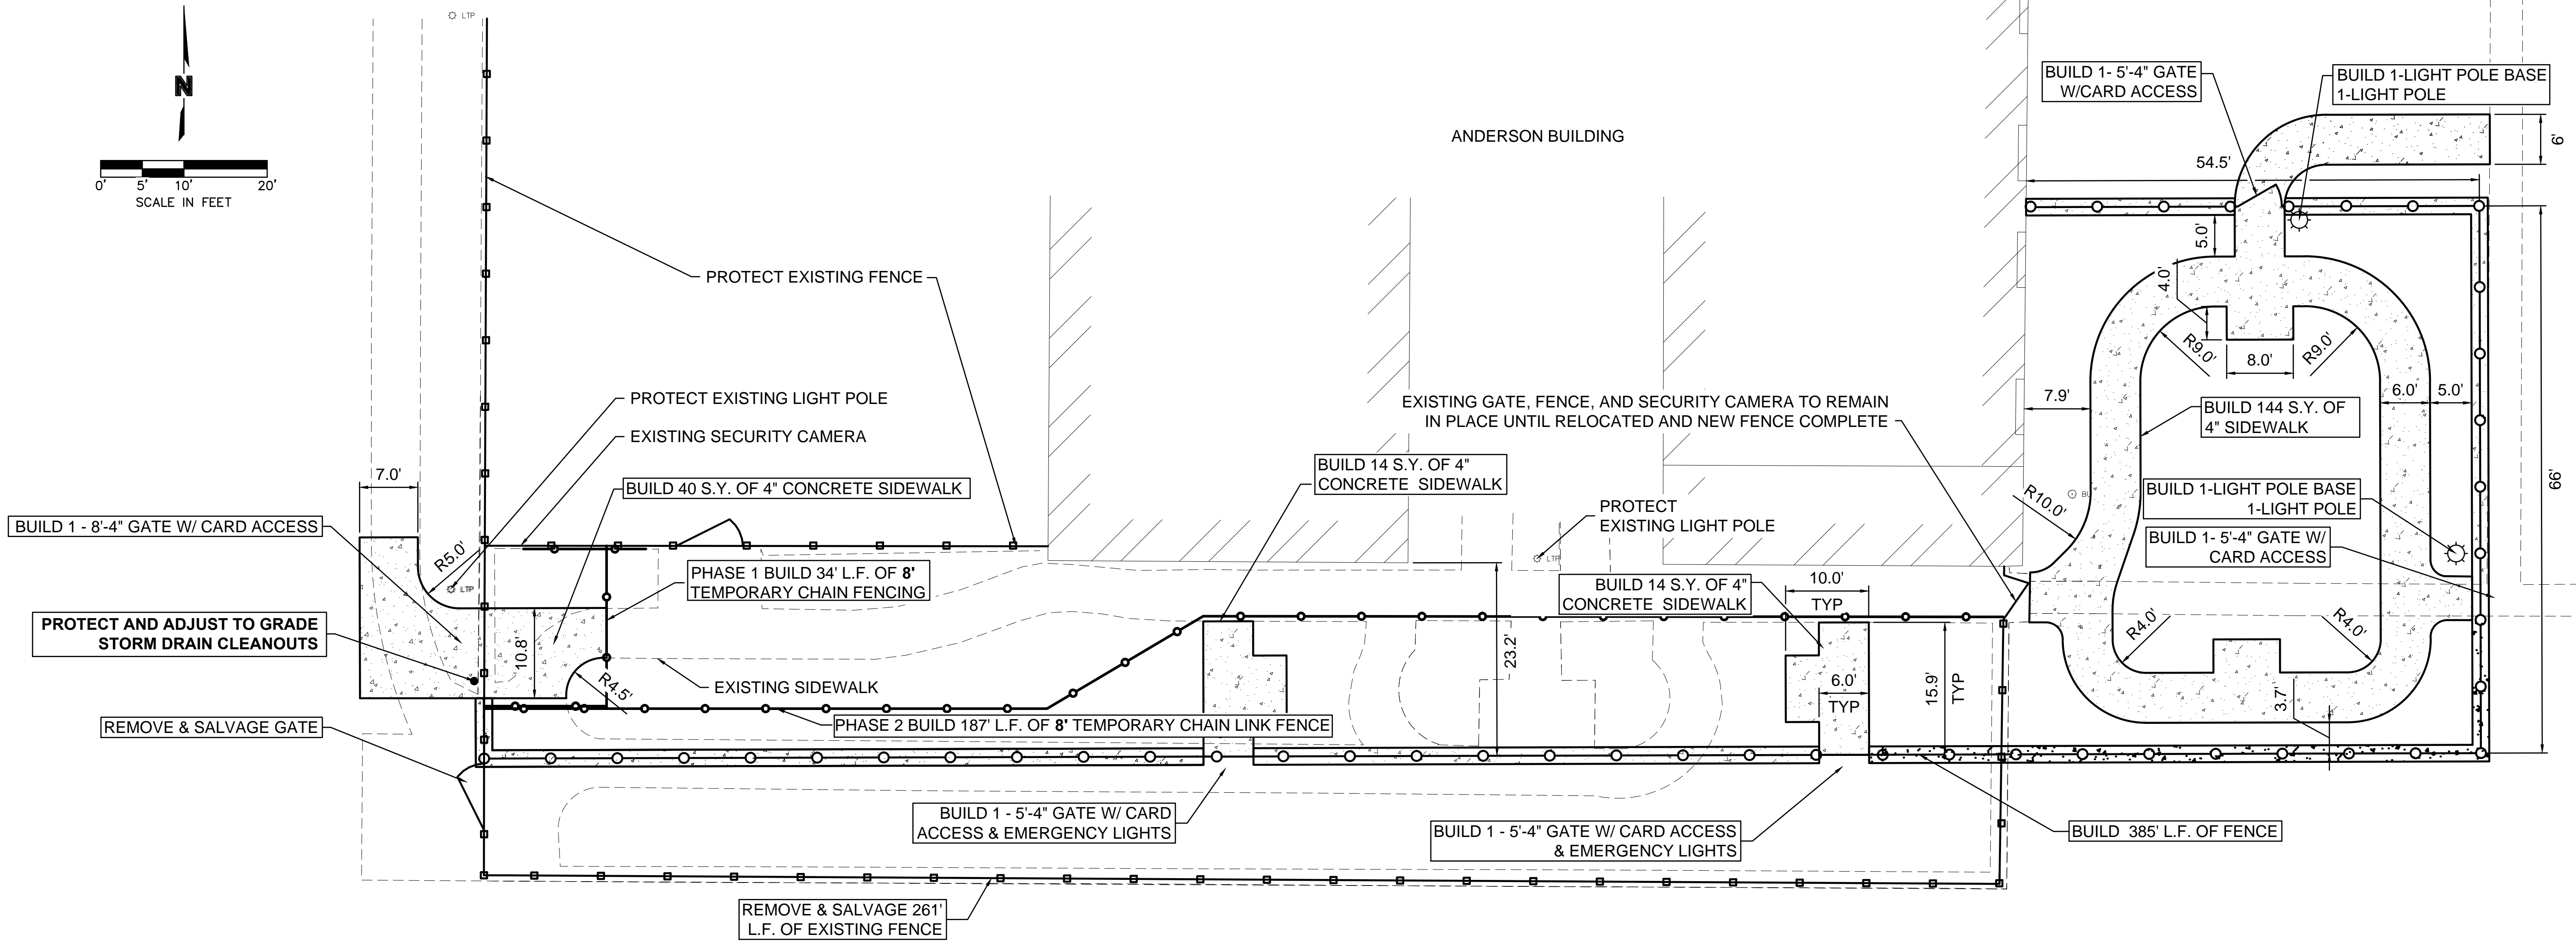 LTP
N
0' 5' 10' 20'
SCALE IN FEET
ANDERSON BUILDING
BUILD 1- 5'-4" GATE
W/CARD ACCESS
BUILD 1-LIGHT POLE BASE
1-LIGHT POLE
54.5'
6'
5.0'
4.0'
R9.0'
R9.0'
8.0'
7.9'
6.0'
5.0'
66'
BUILD 144 S.Y. OF
4" SIDEWALK
PROTECT EXISTING FENCE
PROTECT EXISTING LIGHT POLE
EXISTING SECURITY CAMERA
EXISTING GATE, FENCE, AND SECURITY CAMERA TO REMAIN
IN PLACE UNTIL RELOCATED AND NEW FENCE COMPLETE
7.0'
BUILD 40 S.Y. OF 4" CONCRETE SIDEWALK
BUILD 14 S.Y. OF 4"
CONCRETE SIDEWALK
PROTECT
EXISTING LIGHT POLE
LTP
R10.0'
BUILD 1-LIGHT POLE BASE
1-LIGHT POLE
BUILD 1- 5'-4" GATE W/
CARD ACCESS
BUILD 1 - 8'-4" GATE W/ CARD ACCESS
R5.0'
LTP
PHASE 1 BUILD 34' L.F. OF 8'
TEMPORARY CHAIN FENCING
BUILD 14 S.Y. OF 4"
CONCRETE SIDEWALK
10.0'
TYP
PROTECT AND ADJUST TO GRADE
STORM DRAIN CLEANOUTS
10.8'
R4.5'
EXISTING SIDEWALK
23.2'
6.0'
TYP
15.9'
TYP
R4.0'
R4.0'
3.7'
REMOVE & SALVAGE GATE
PHASE 2 BUILD 187' L.F. OF 8' TEMPORARY CHAIN LINK FENCE
BUILD 1 - 5'-4" GATE W/ CARD
ACCESS & EMERGENCY LIGHTS
BUILD 1 - 5'-4" GATE W/ CARD ACCESS
& EMERGENCY LIGHTS
BUILD 385' L.F. OF FENCE
REMOVE & SALVAGE 261'
L.F. OF EXISTING FENCE